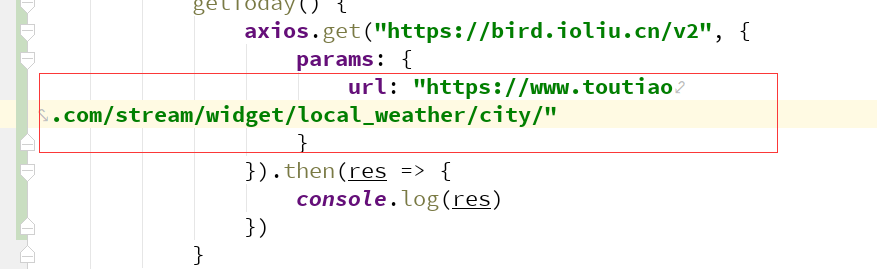 getToday() {
axios.get("https://bird.ioliu.cn/v2", {
params: {
url: "https://www.toutiao
.com/stream/widget/local_weather/city/"
}
}).then(res => {
console.log(res)
})
}